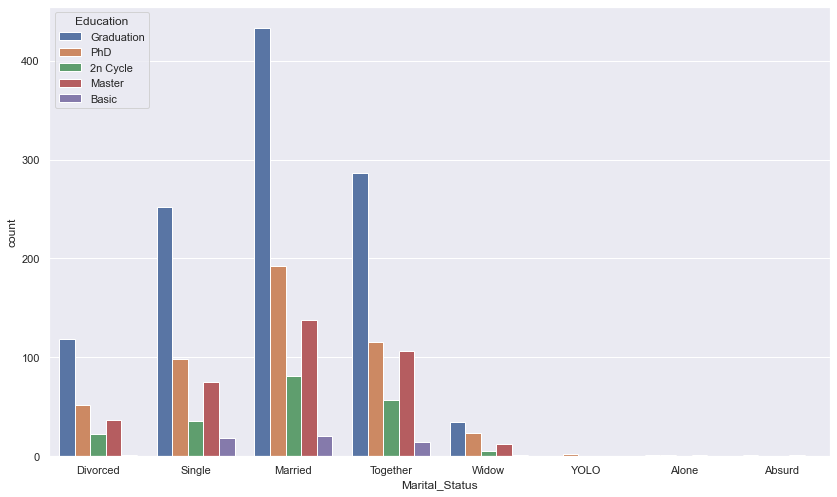 Education
Graduation
PhD
2n Cycle
Master
Basic
400
300
200
100
0
count
Divorced Single Married Together Widow YOLO Alone Absurd
Marital_Status